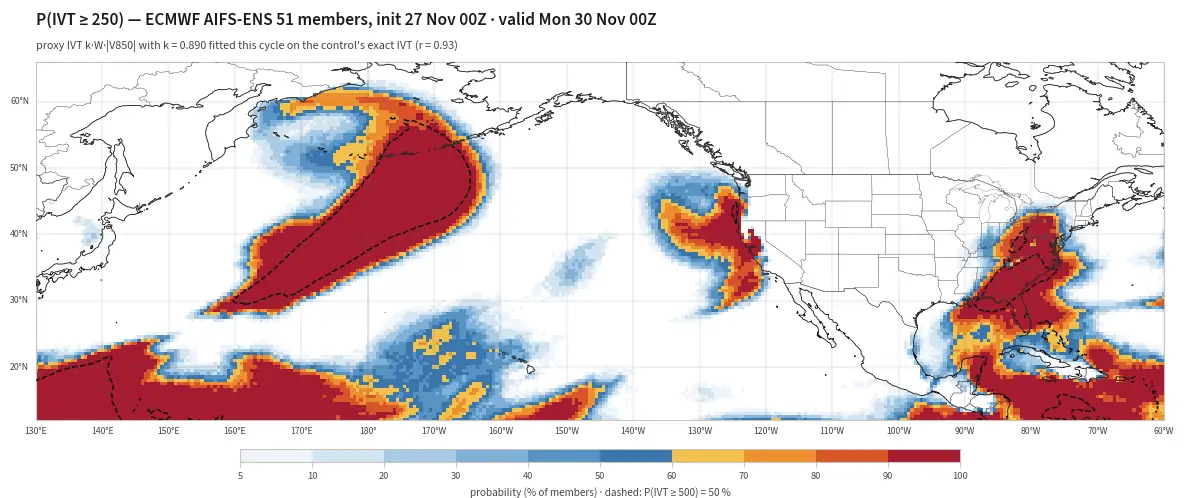 P(IVT ≥ 250) — ECMWF AIFS-ENS 51 members, init 27 Nov 00Z · valid Mon 30 Nov 00Z
proxy IVT k·W·|V850| with k = 0.890 fitted this cycle on the control's exact IVT (r = 0.93)
60°N
50°N
40°N
30°N
20°N
130°E 140°E 150°E 160°E 170°E 180° 170°W 160°W 150°W 140°W 130°W 120°W 110°W 100°W 90°W 80°W 70°W 60°W
5 10 20 30 40 50 60 70 80 90 100
probability (% of members) · dashed: P(IVT ≥ 500) = 50 %